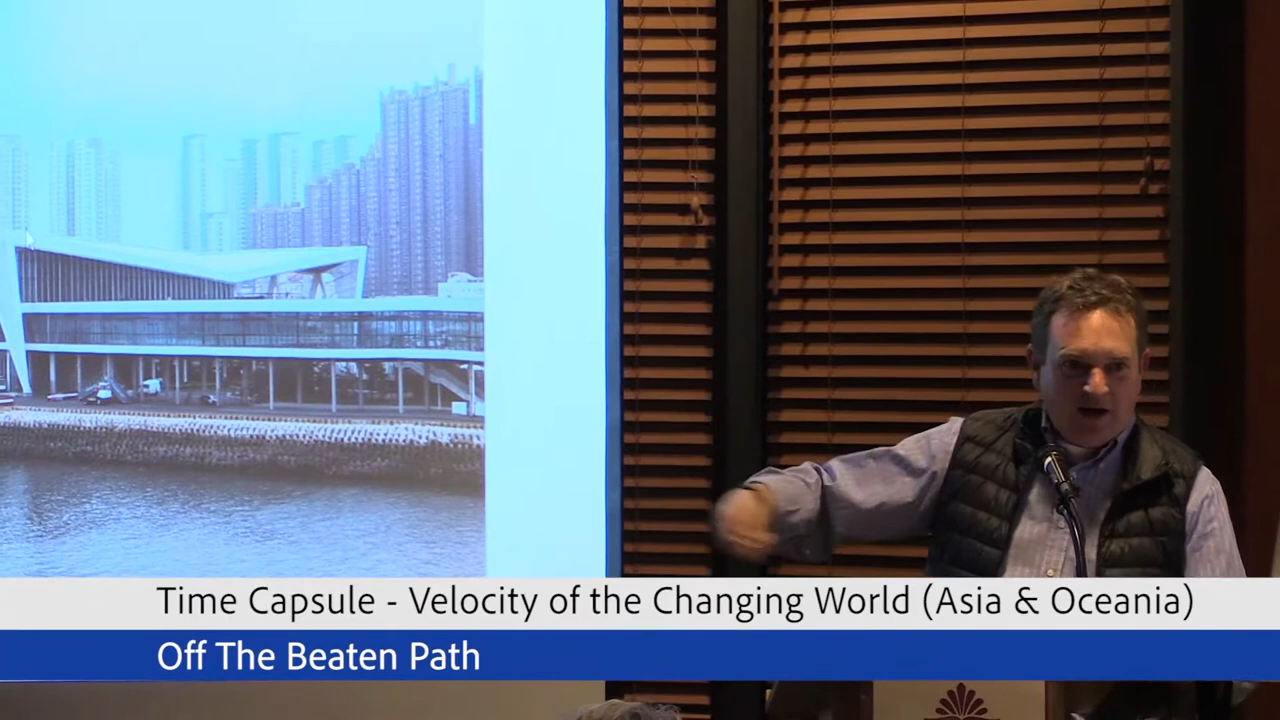 Time Capsule - Velocity of the Changing World (Asia & Oceania)
Off The Beaten Path